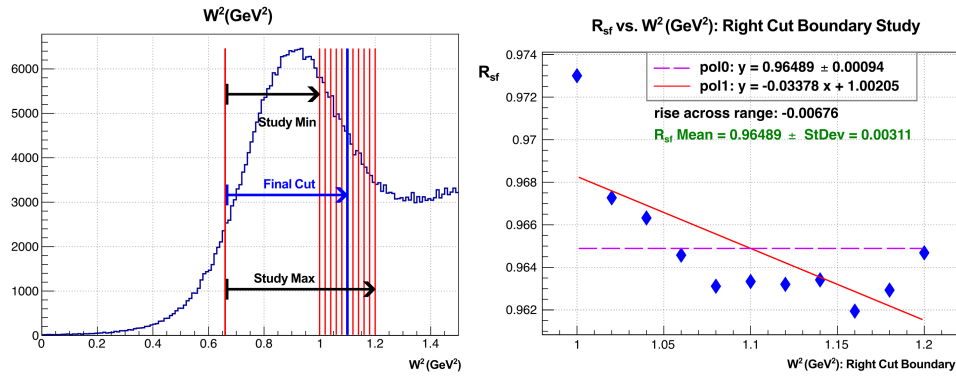 W²(GeV²)
6000
5000
4000
3000
2000
1000
0
Study Min
Final Cut
Study Max
0 0.2 0.4 0.6 0.8 1 1.2 1.4
W²(GeV²)
R_sf vs. W²(GeV²): Right Cut Boundary Study
R_sf
0.974
0.972
0.97
0.968
0.966
0.964
0.962
pol0: y = 0.96489 ± 0.00094
pol1: y = -0.03378 x + 1.00205
rise across range: -0.00676
R_sf Mean = 0.96489 ± StDev = 0.00311
1 1.05 1.1 1.15 1.2
W²(GeV²): Right Cut Boundary